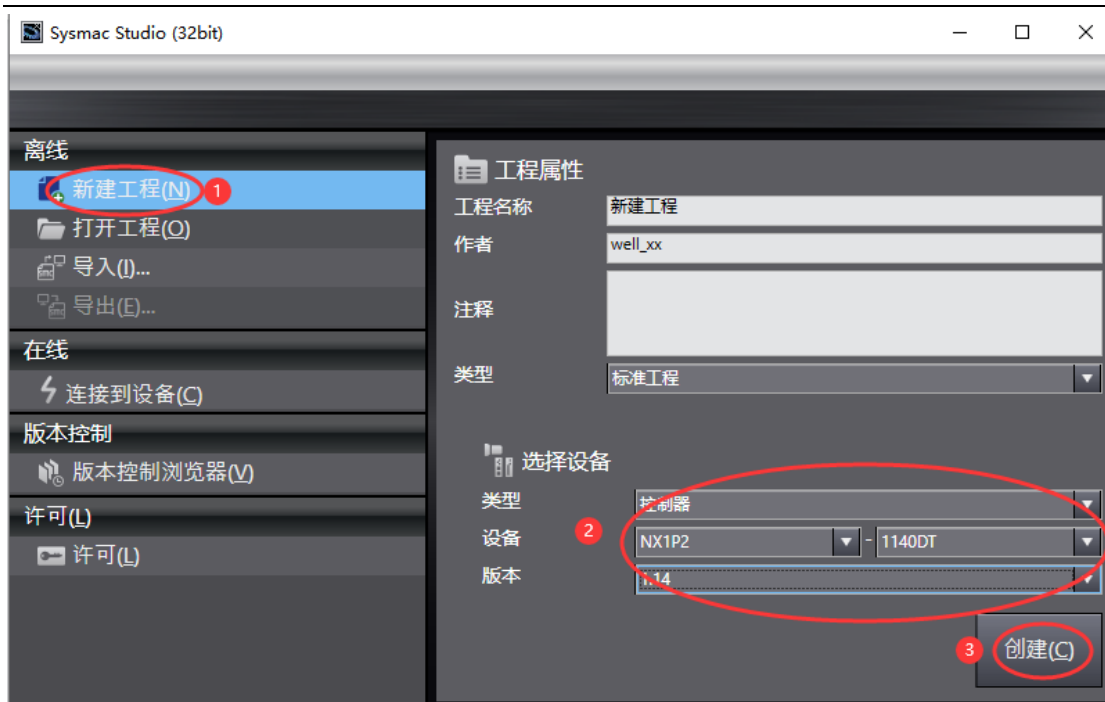 Sysmac Studio (32bit)
离线
新建工程(N) 1
打开工程(O)
导入(I)...
导出(E)...
在线
连接到设备(C)
版本控制
版本控制浏览器(V)
许可(L)
许可(L)
工程属性
工程名称 新建工程
作者 well_xx
注释
类型 标准工程
选择设备
类型 控制器
设备 2 NX1P2 - 1140DT
版本 1.14
3 创建(C)